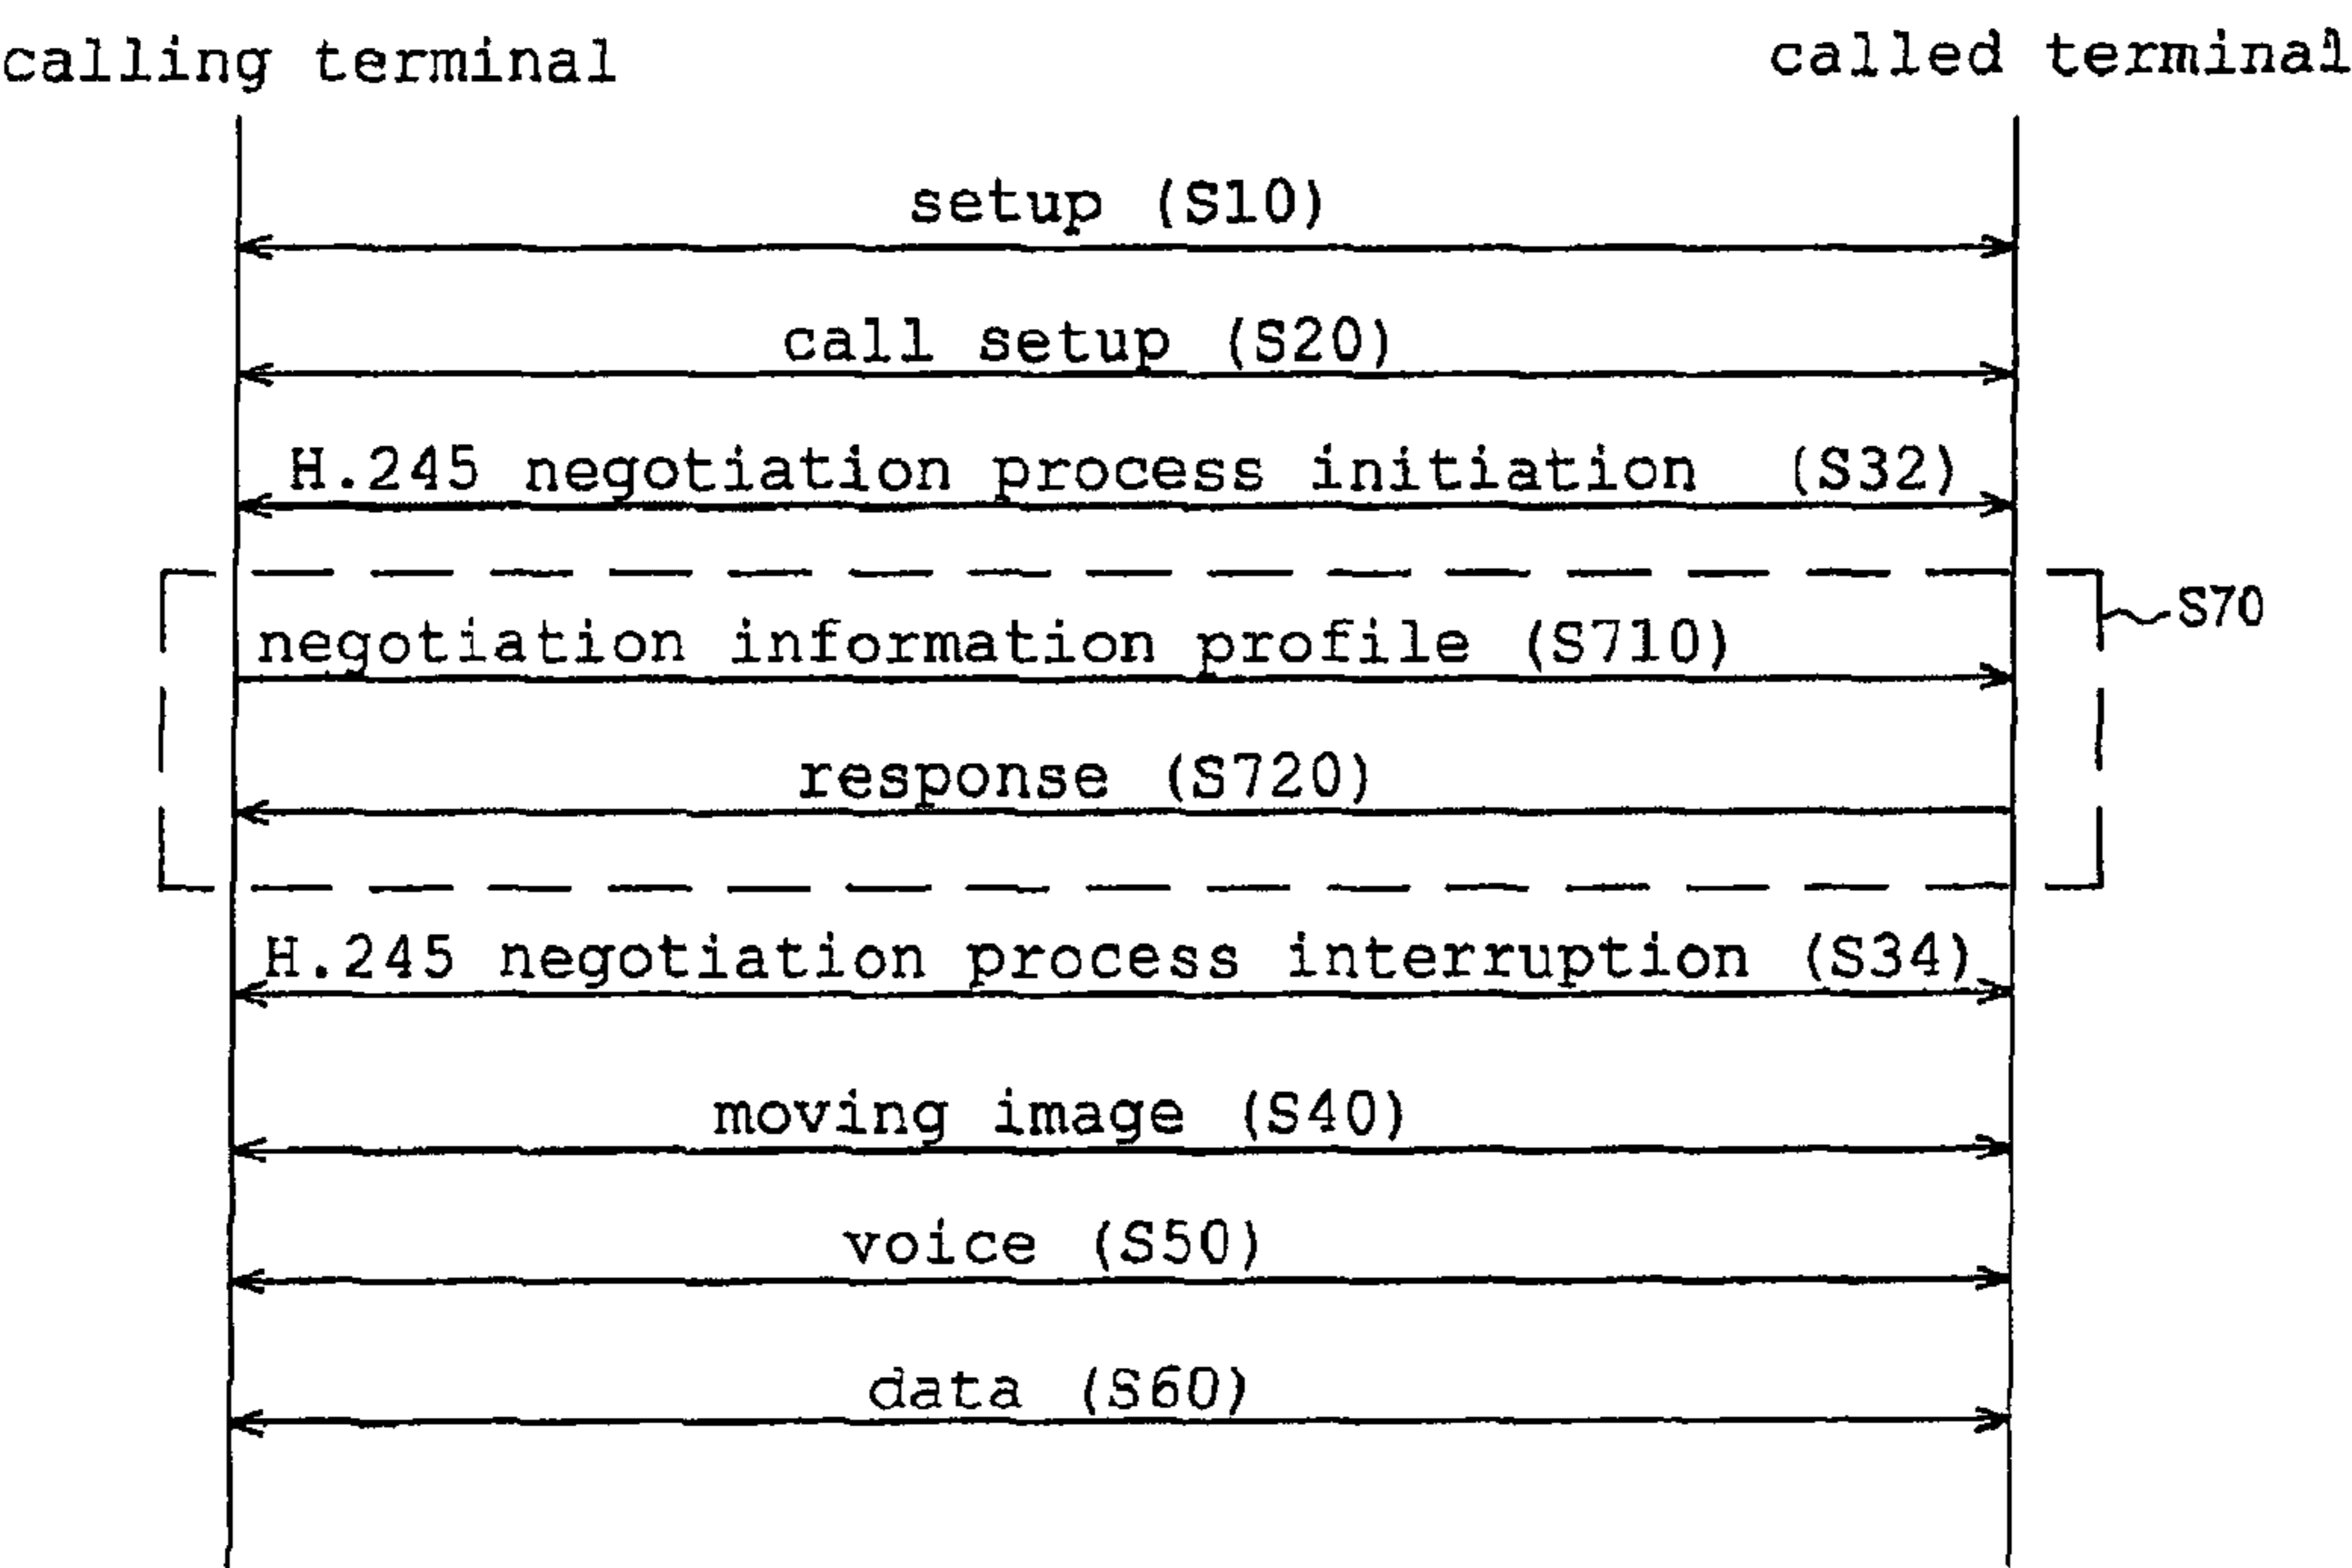 calling terminal
called terminal
setup (S10)
call setup (S20)
H.245 negotiation process initiation (S32)
negotiation information profile (S710)
S70
response (S720)
H.245 negotiation process interruption (S34)
moving image (S40)
voice (S50)
data (S60)